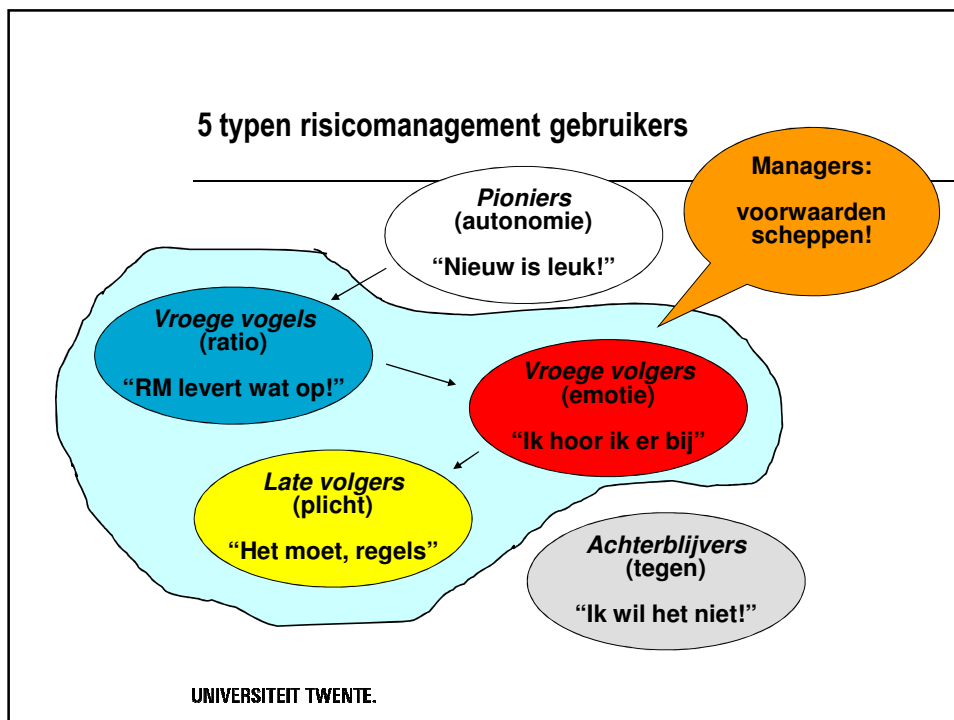 5 typen risicomanagement gebruikers
Managers:
voorwaarden
scheppen!
Pioniers
(autonomie)
“Nieuw is leuk!”
Vroege vogels
(ratio)
“RM levert wat op!”
Vroege volgers
(emotie)
“Ik hoor ik er bij”
Late volgers
(plicht)
“Het moet, regels”
Achterblijvers
(tegen)
“Ik wil het niet!”
UNIVERSITEIT TWENTE.